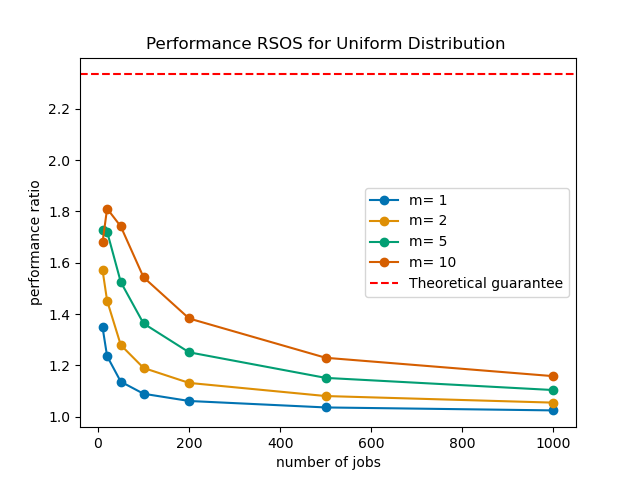 Performance RSOS for Uniform Distribution
performance ratio
2.2
2.0
1.8
1.6
1.4
1.2
1.0
m= 1
m= 2
m= 5
m= 10
Theoretical guarantee
0 200 400 600 800 1000
number of jobs